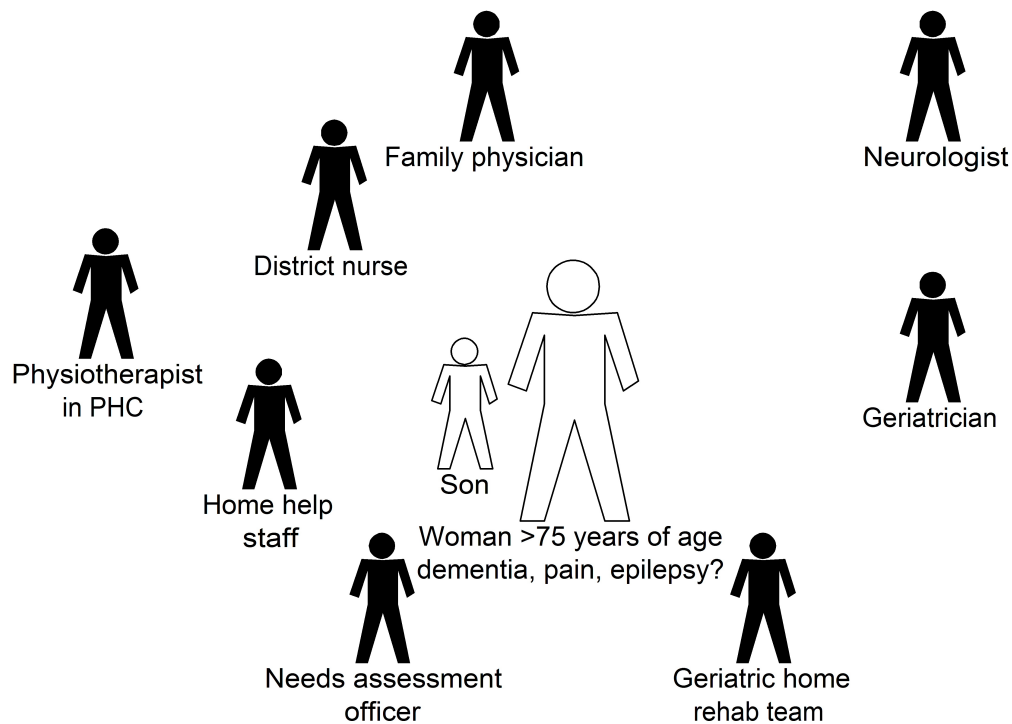 Family physician
Neurologist
District nurse
Physiotherapist
in PHC
Geriatrician
Home help
staff
Son
Woman >75 years of age
dementia, pain, epilepsy?
Needs assessment
officer
Geriatric home
rehab team